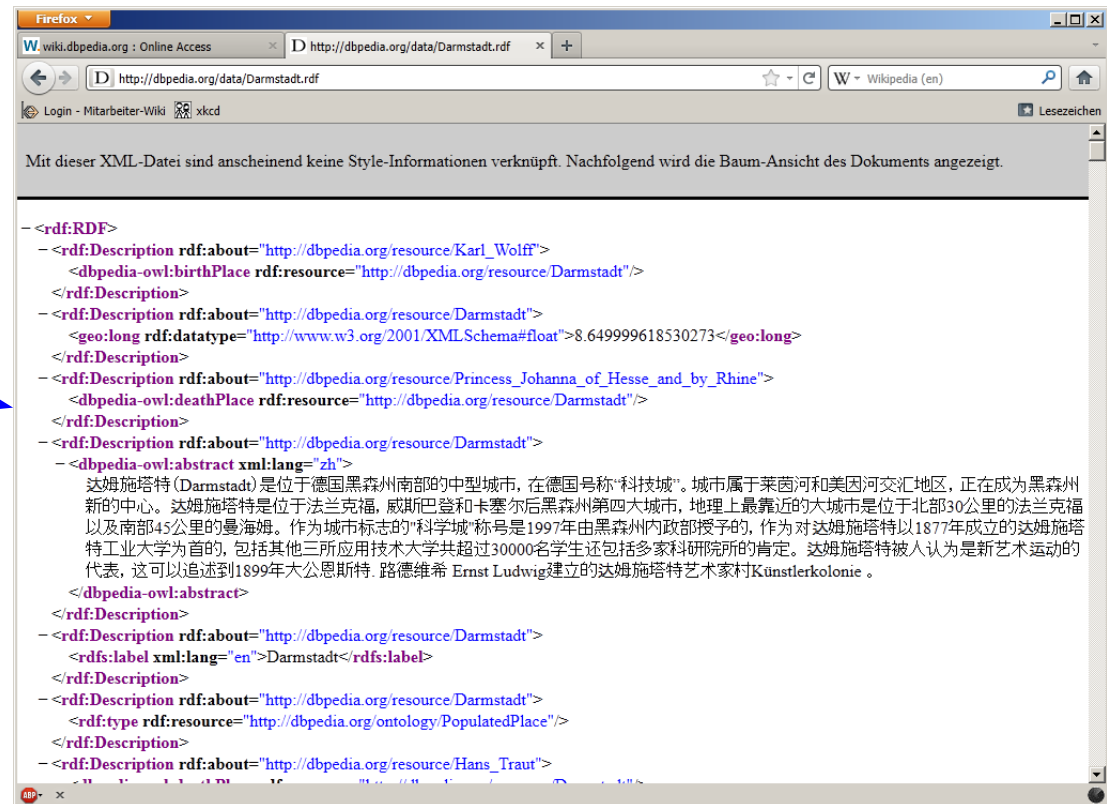 Firefox
wiki.dbpedia.org : Online Access
http://dbpedia.org/data/Darmstadt.rdf
http://dbpedia.org/data/Darmstadt.rdf
Wikipedia (en)
Login - Mitarbeiter-Wiki xkcd Lesezeichen
Mit dieser XML-Datei sind anscheinend keine Style-Informationen verknüpft. Nachfolgend wird die Baum-Ansicht des Dokuments angezeigt.
− <rdf:RDF>
− <rdf:Description rdf:about="http://dbpedia.org/resource/Karl_Wolff">
<dbpedia-owl:birthPlace rdf:resource="http://dbpedia.org/resource/Darmstadt"/>
</rdf:Description>
− <rdf:Description rdf:about="http://dbpedia.org/resource/Darmstadt">
<geo:long rdf:datatype="http://www.w3.org/2001/XMLSchema#float">8.649999618530273</geo:long>
</rdf:Description>
− <rdf:Description rdf:about="http://dbpedia.org/resource/Princess_Johanna_of_Hesse_and_by_Rhine">
<dbpedia-owl:deathPlace rdf:resource="http://dbpedia.org/resource/Darmstadt"/>
</rdf:Description>
− <rdf:Description rdf:about="http://dbpedia.org/resource/Darmstadt">
− <dbpedia-owl:abstract xml:lang="zh">
达姆施塔特(Darmstadt)是位于德国黑森州南部的中型城市, 在德国号称“科技城”。城市属于莱茵河和美因河交汇地区，正在成为黑森州
新的中心。达姆施塔特是位于法兰克福, 威斯巴登和卡塞尔后黑森州第四大城市, 地理上最靠近的大城市是位于北部30公里的法兰克福
以及南部45公里的曼海姆。作为城市标志的"科学城"称号是1997年由黑森州内政部授予的, 作为对达姆施塔特以1877年成立的达姆施塔
特工业大学为首的, 包括其他三所应用技术大学共超过30000名学生还包括多家科研院所的肯定。达姆施塔特被人认为是新艺术运动的
代表, 这可以追述到1899年大公恩斯特. 路德维希 Ernst Ludwig建立的达姆施塔特艺术家村Künstlerkolonie 。
</dbpedia-owl:abstract>
</rdf:Description>
− <rdf:Description rdf:about="http://dbpedia.org/resource/Darmstadt">
<rdfs:label xml:lang="en">Darmstadt</rdfs:label>
</rdf:Description>
− <rdf:Description rdf:about="http://dbpedia.org/resource/Darmstadt">
<rdf:type rdf:resource="http://dbpedia.org/ontology/PopulatedPlace"/>
</rdf:Description>
− <rdf:Description rdf:about="http://dbpedia.org/resource/Hans_Traut">
ABP